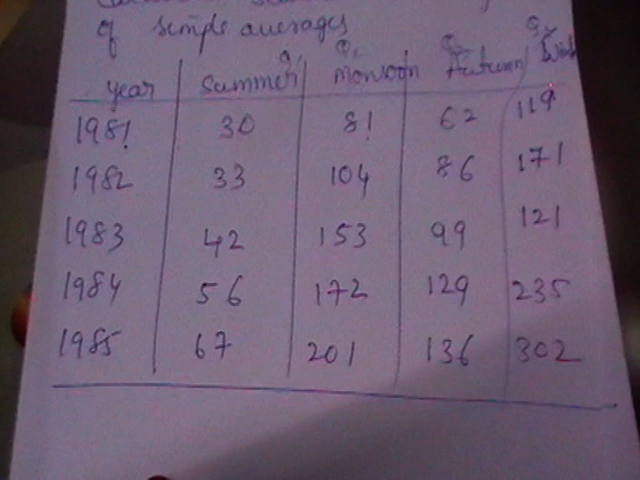 of simple averages
year Summer Monsoon Autumn
1981 30 81 62 119
1982 33 104 86 171
1983 42 153 99 121
1984 56 172 129 235
1985 67 201 136 302